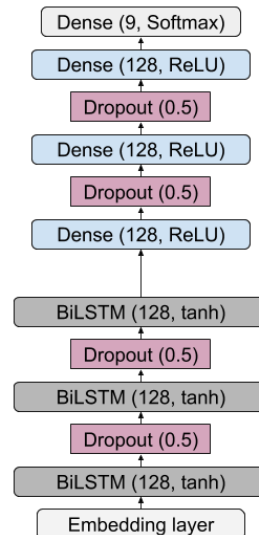 Dense (9, Softmax)
Dense (128, ReLU)
Dropout (0.5)
Dense (128, ReLU)
Dropout (0.5)
Dense (128, ReLU)
BiLSTM (128, tanh)
Dropout (0.5)
BiLSTM (128, tanh)
Dropout (0.5)
BiLSTM (128, tanh)
Embedding layer